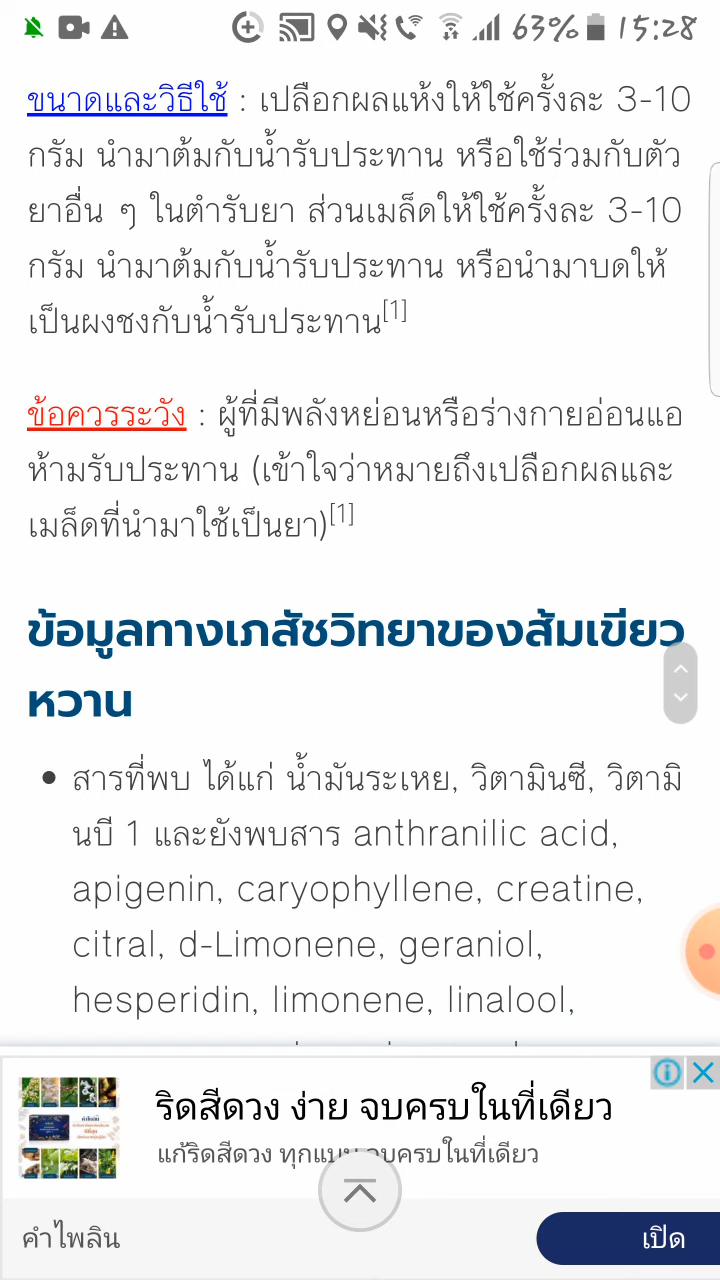 63% 15:28
ขนาดและวิธีใช้ : เปลือกผลแห้งให้ใช้ครั้งละ 3-10
กรัม นำมาต้มกับน้ำรับประทาน หรือใช้ร่วมกับตัว
ยาอื่น ๆ ในตำรับยา ส่วนเมล็ดให้ใช้ครั้งละ 3-10
กรัม นำมาต้มกับน้ำรับประทาน หรือนำมาบดให้
เป็นผงชงกับน้ำรับประทาน[1]
ข้อควรระวัง : ผู้ที่มีพลังหย่อนหรือร่างกายอ่อนแอ
ห้ามรับประทาน (เข้าใจว่าหมายถึงเปลือกผลและ
เมล็ดที่นำมาใช้เป็นยา)[1]
ข้อมูลทางเภสัชวิทยาของส้มเขียว
หวาน
• สารที่พบ ได้แก่ น้ำมันระเหย, วิตามินซี, วิตามิ
นบี 1 และยังพบสาร anthranilic acid,
apigenin, caryophyllene, creatine,
citral, d-Limonene, geraniol,
hesperidin, limonene, linalool,
ริดสีดวง ง่าย จบครบในที่เดียว
แก้ริดสีดวง ทุกแบบ จบครบในที่เดียว
คำไพลิน
เปิด